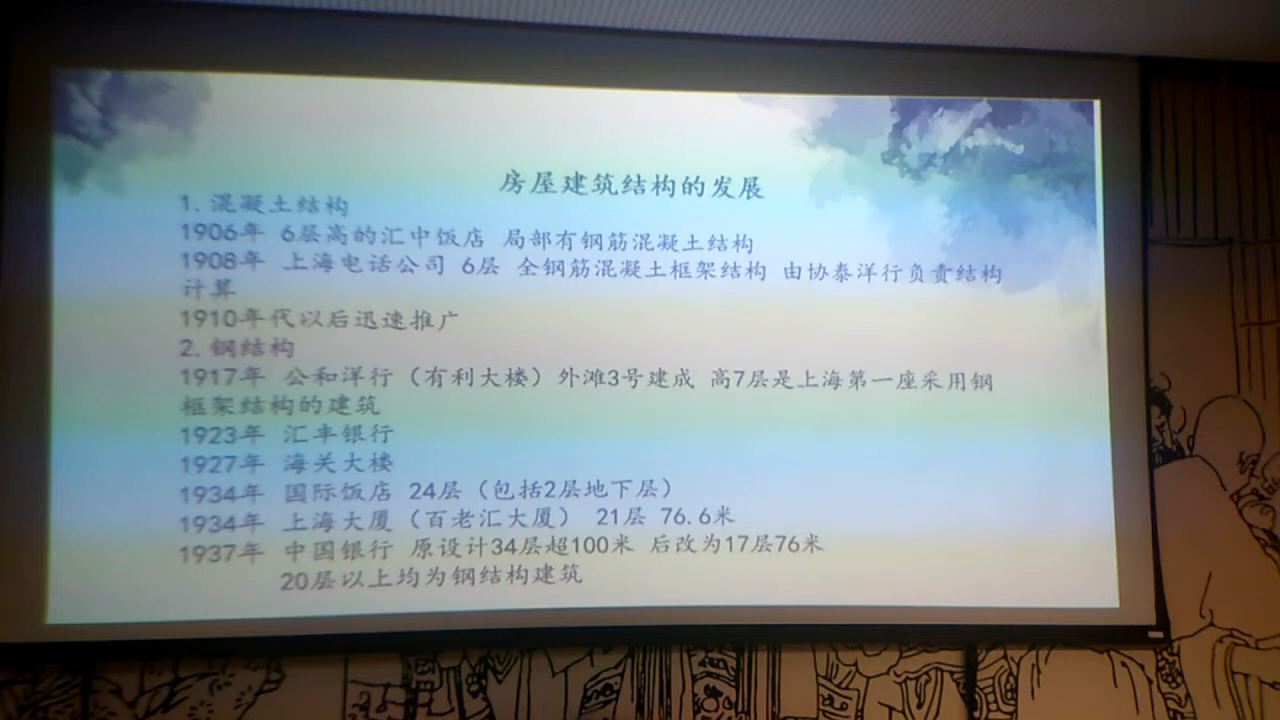 房屋建筑结构的发展
1. 混凝土结构
1906年 6层高的汇中饭店 局部有钢筋混凝土结构
1908年 上海电话公司 6层 全钢筋混凝土框架结构 由协泰洋行负责结构
计算
1910年代以后迅速推广
2. 钢结构
1917年 公和洋行（有利大楼）外滩3号建成 高7层是上海第一座采用钢
框架结构的建筑
1923年 汇丰银行
1927年 海关大楼
1934年 国际饭店 24层（包括2层地下层）
1934年 上海大厦（百老汇大厦） 21层 76.6米
1937年 中国银行 原设计34层超100米 后改为17层76米
20层以上均为钢结构建筑